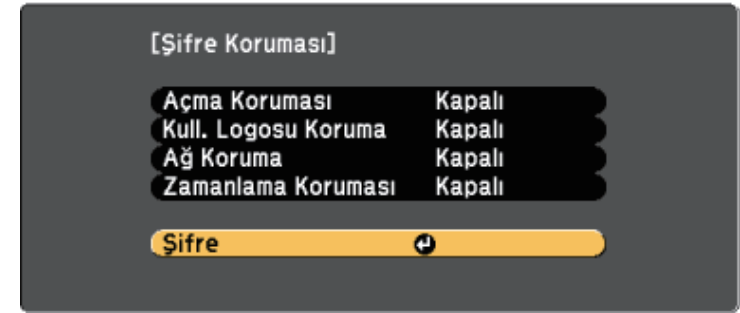 [Şifre Koruması]
Açma Koruması Kapalı
Kull. Logosu Koruma Kapalı
Ağ Koruma Kapalı
Zamanlama Koruması Kapalı
Şifre